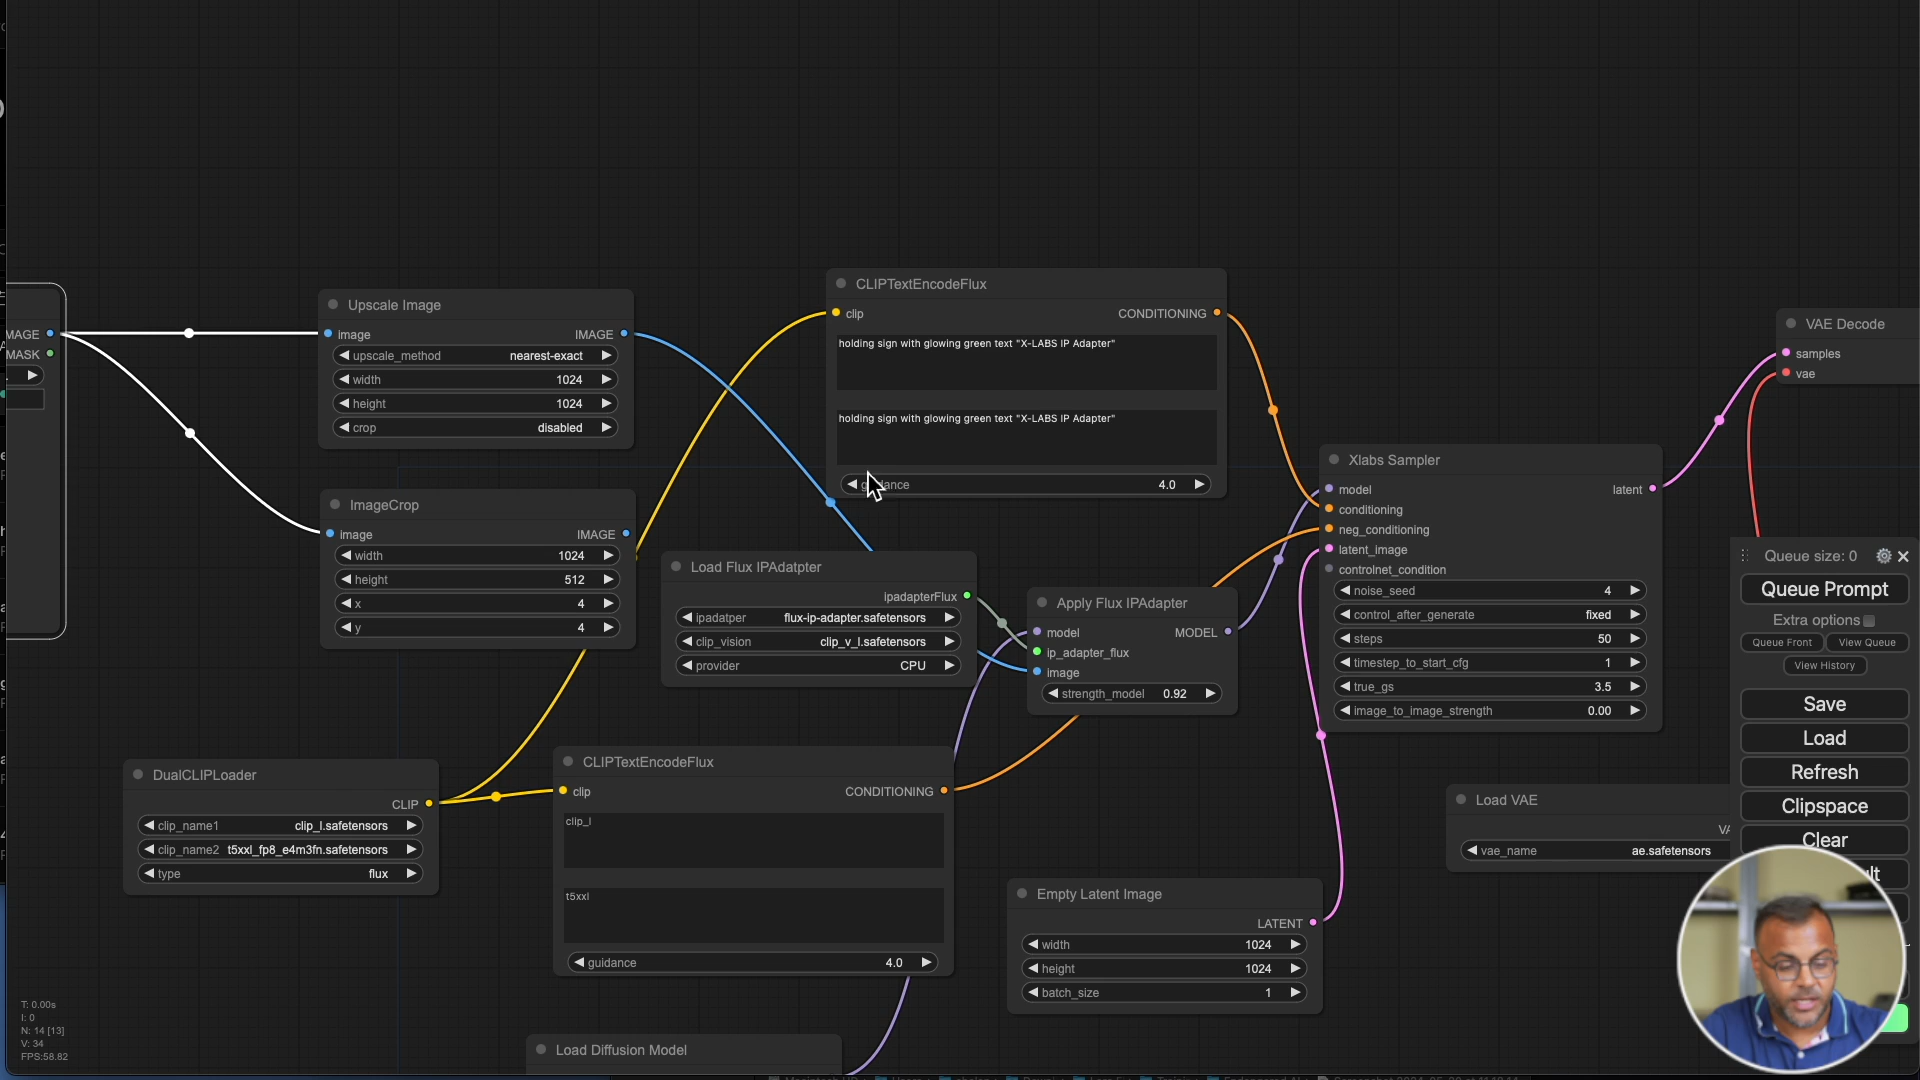 MAGE
MASK
Upscale Image
image
IMAGE
upscale_method nearest-exact
width 1024
height 1024
crop disabled
ImageCrop
image
IMAGE
width 1024
height 512
x 4
y 4
CLIPTextEncodeFlux
clip
CONDITIONING
holding sign with glowing green text "X-LABS IP Adapter"
holding sign with glowing green text "X-LABS IP Adapter"
4.0
Load Flux IPAdatpter
ipadapterFlux
ipadatper flux-ip-adapter.safetensors
clip_vision clip_v_l.safetensors
provider CPU
Apply Flux IPAdapter
model
MODEL
ip_adapter_flux
image
strength_model 0.92
Xlabs Sampler
model
latent
conditioning
neg_conditioning
latent_image
controlnet_condition
noise_seed 4
control_after_generate fixed
steps 50
timestep_to_start_cfg 1
true_gs 3.5
image_to_image_strength 0.00
VAE Decode
samples
vae
Queue size: 0
Queue Prompt
Extra options
Queue Front
View Queue
View History
Save
Load
Refresh
Clipspace
Clear
DualCLIPLoader
CLIP
clip_name1 clip_l.safetensors
clip_name2 t5xxl_fp8_e4m3fn.safetensors
type flux
CLIPTextEncodeFlux
clip
CONDITIONING
clip_l
t5xxl
guidance 4.0
Load VAE
vae_name ae.safetensors
Empty Latent Image
LATENT
width 1024
height 1024
batch_size 1
Load Diffusion Model
T: 0.00s
I: 0
N: 14 [13]
V: 34
FPS:58.82